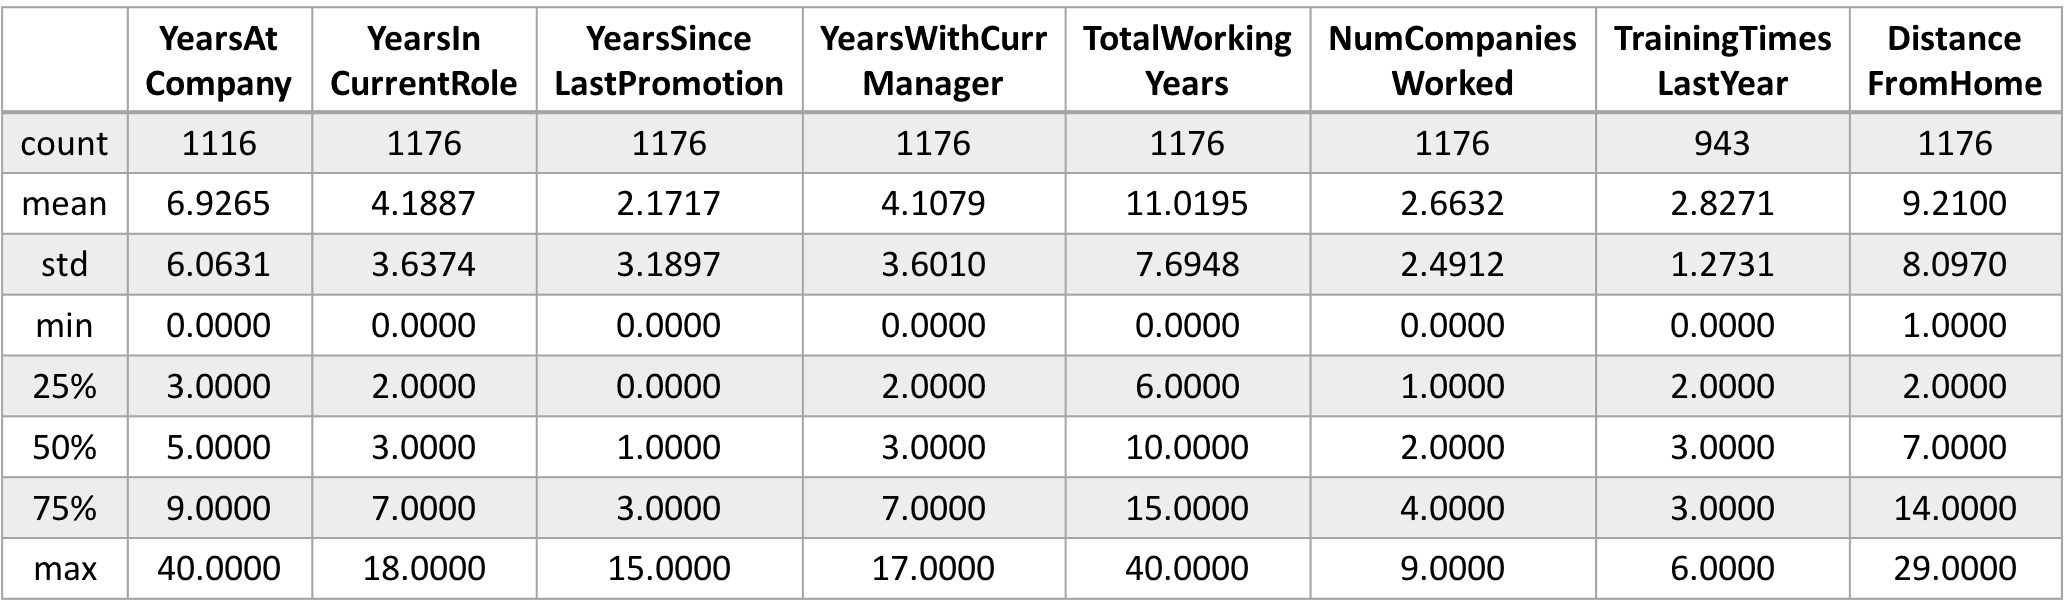 YearsAt YearsIn YearsSince YearsWithCurr TotalWorking NumCompanies TrainingTimes Distance
Company CurrentRole LastPromotion Manager Years Worked LastYear FromHome
count 1116 1176 1176 1176 1176 1176 943 1176
mean 6.9265 4.1887 2.1717 4.1079 11.0195 2.6632 2.8271 9.2100
std 6.0631 3.6374 3.1897 3.6010 7.6948 2.4912 1.2731 8.0970
min 0.0000 0.0000 0.0000 0.0000 0.0000 0.0000 0.0000 1.0000
25% 3.0000 2.0000 0.0000 2.0000 6.0000 1.0000 2.0000 2.0000
50% 5.0000 3.0000 1.0000 3.0000 10.0000 2.0000 3.0000 7.0000
75% 9.0000 7.0000 3.0000 7.0000 15.0000 4.0000 3.0000 14.0000
max 40.0000 18.0000 15.0000 17.0000 40.0000 9.0000 6.0000 29.0000